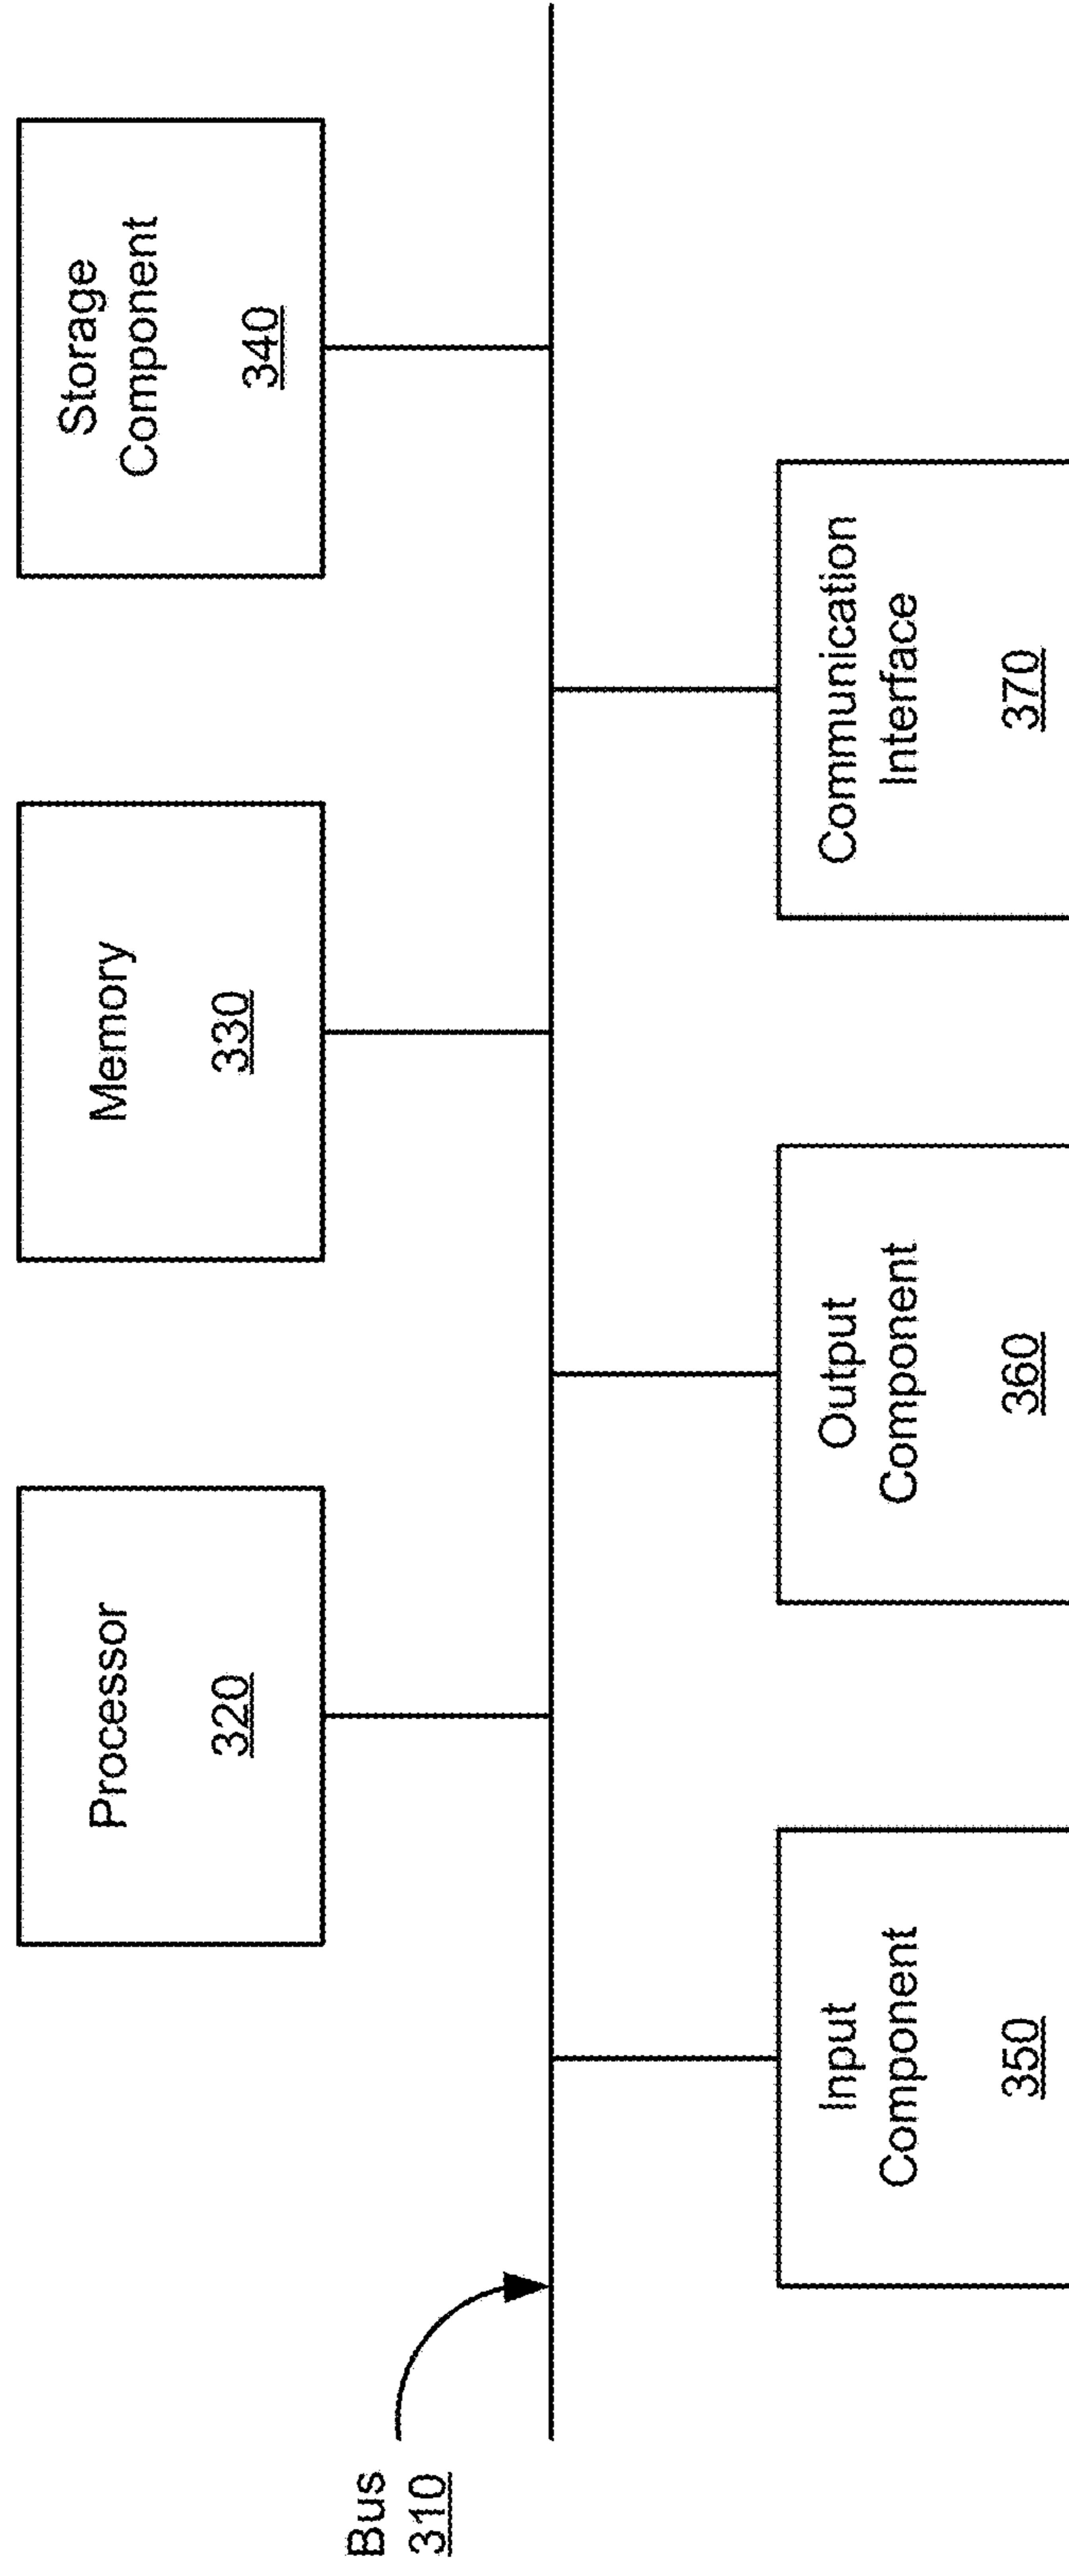 Processor
320
Memory
330
Storage
Component
340
Bus
310
Input
Component
350
Output
Component
360
Communication
Interface
370